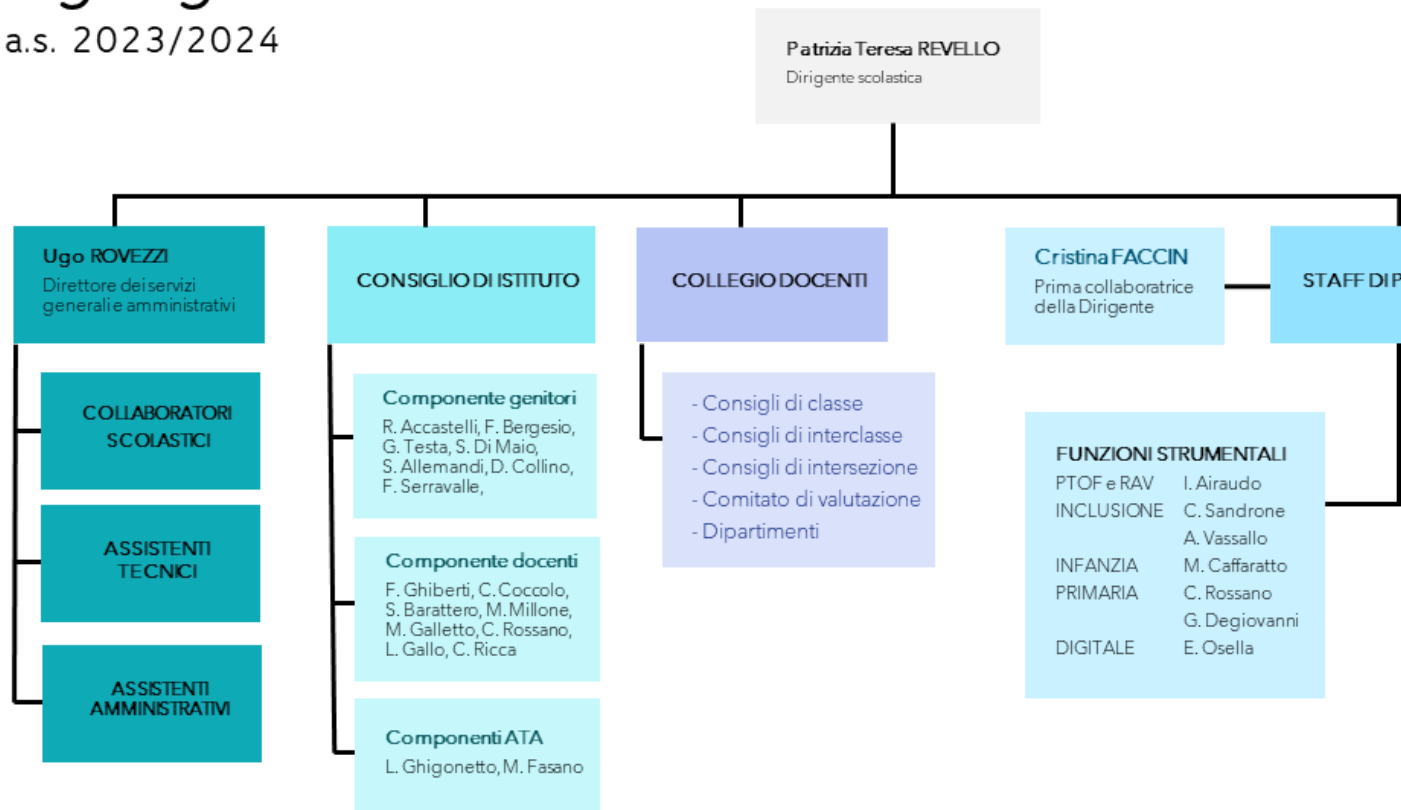 a.s. 2023/2024
Patrizia Teresa REVELLO
Dirigente scolastica
Ugo ROVEZZI
Direttore dei servizi
generali e amministrativi
COLLABORATORI
SCOLASTICI
ASSISTENTI
TECNICI
ASSISTENTI
AMMINISTRATIVI
CONSIGLIO DI ISTITUTO
Componente genitori
R. Accastelli, F. Bergesio,
G. Testa, S. Di Maio,
S. Allemandi, D. Collino,
F. Serravalle,
Componente docenti
F. Ghiberti, C. Coccolo,
S. Barattero, M. Millone,
M. Galletto, C. Rossano,
L. Gallo, C. Ricca
Componenti ATA
L. Ghigonetto, M. Fasano
COLLEGIO DOCENTI
- Consigli di classe
- Consigli di interclasse
- Consigli di intersezione
- Comitato di valutazione
- Dipartimenti
Cristina FACCIN
Prima collaboratrice
della Dirigente
STAFF DI P
FUNZIONI STRUMENTALI
PTOF e RAV I. Airaudo
INCLUSIONE C. Sandrone
A. Vassallo
INFANZIA M. Caffaratto
PRIMARIA C. Rossano
G. Degiovanni
DIGITALE E. Osella